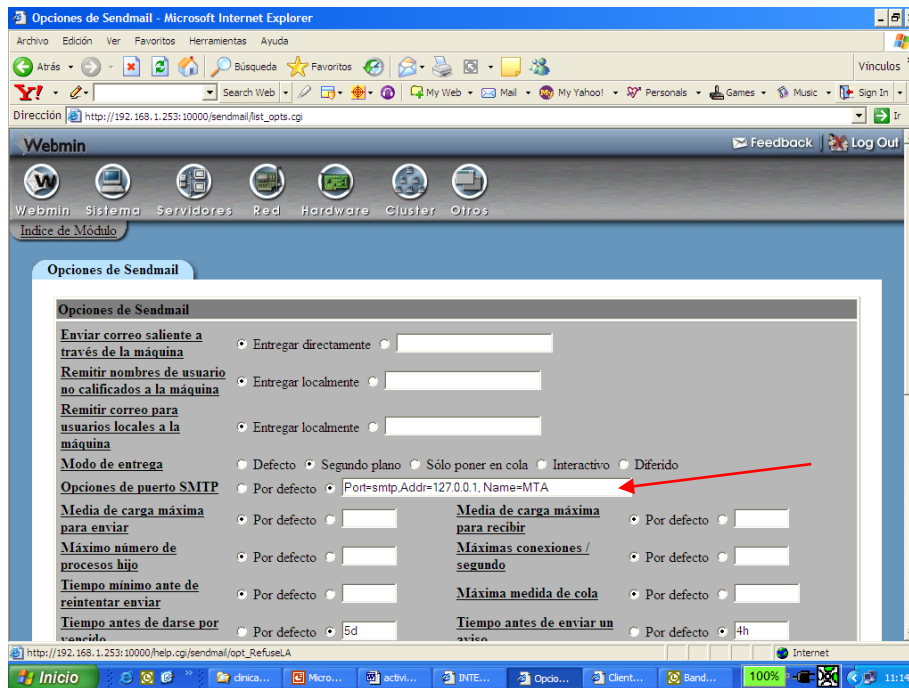 Opciones de Sendmail - Microsoft Internet Explorer
Archivo Edición Ver Favoritos Herramientas Ayuda
Atrás Búsqueda Favoritos Vínculos
Y! Search Web My Web Mail My Yahoo! Personals Games Music Sign In
Dirección http://192.168.1.253:10000/sendmail/list_opts.cgi Ir
Webmin Feedback Log Out
Webmin Sistema Servidores Red Hardware Cluster Otros
Indice de Módulo
Opciones de Sendmail
Opciones de Sendmail
Enviar correo saliente a
través de la máquina
Entregar directamente
Remitir nombres de usuario
no calificados a la máquina
Entregar localmente
Remitir correo para
usuarios locales a la
máquina
Entregar localmente
Modo de entrega Defecto Segundo plano Sólo poner en cola Interactivo Diferido
Opciones de puerto SMTP Por defecto Port=smtp,Addr=127.0.0.1, Name=MTA
Media de carga máxima
para enviar
Por defecto
Media de carga máxima
para recibir
Por defecto
Máximo número de
procesos hijo
Por defecto
Máximas conexiones /
segundo
Por defecto
Tiempo mínimo ante de
reintentar enviar
Por defecto
Máxima medida de cola Por defecto
Tiempo antes de darse por
vencido
Por defecto 5d
Tiempo antes de enviar un
aviso
Por defecto 4h
http://192.168.1.253:10000/help.cgi/sendmail/opt_RefuseLA Internet
Inicio dinica... Micro... activi... INTE... Opcio... Client... Band... 100% 11:14